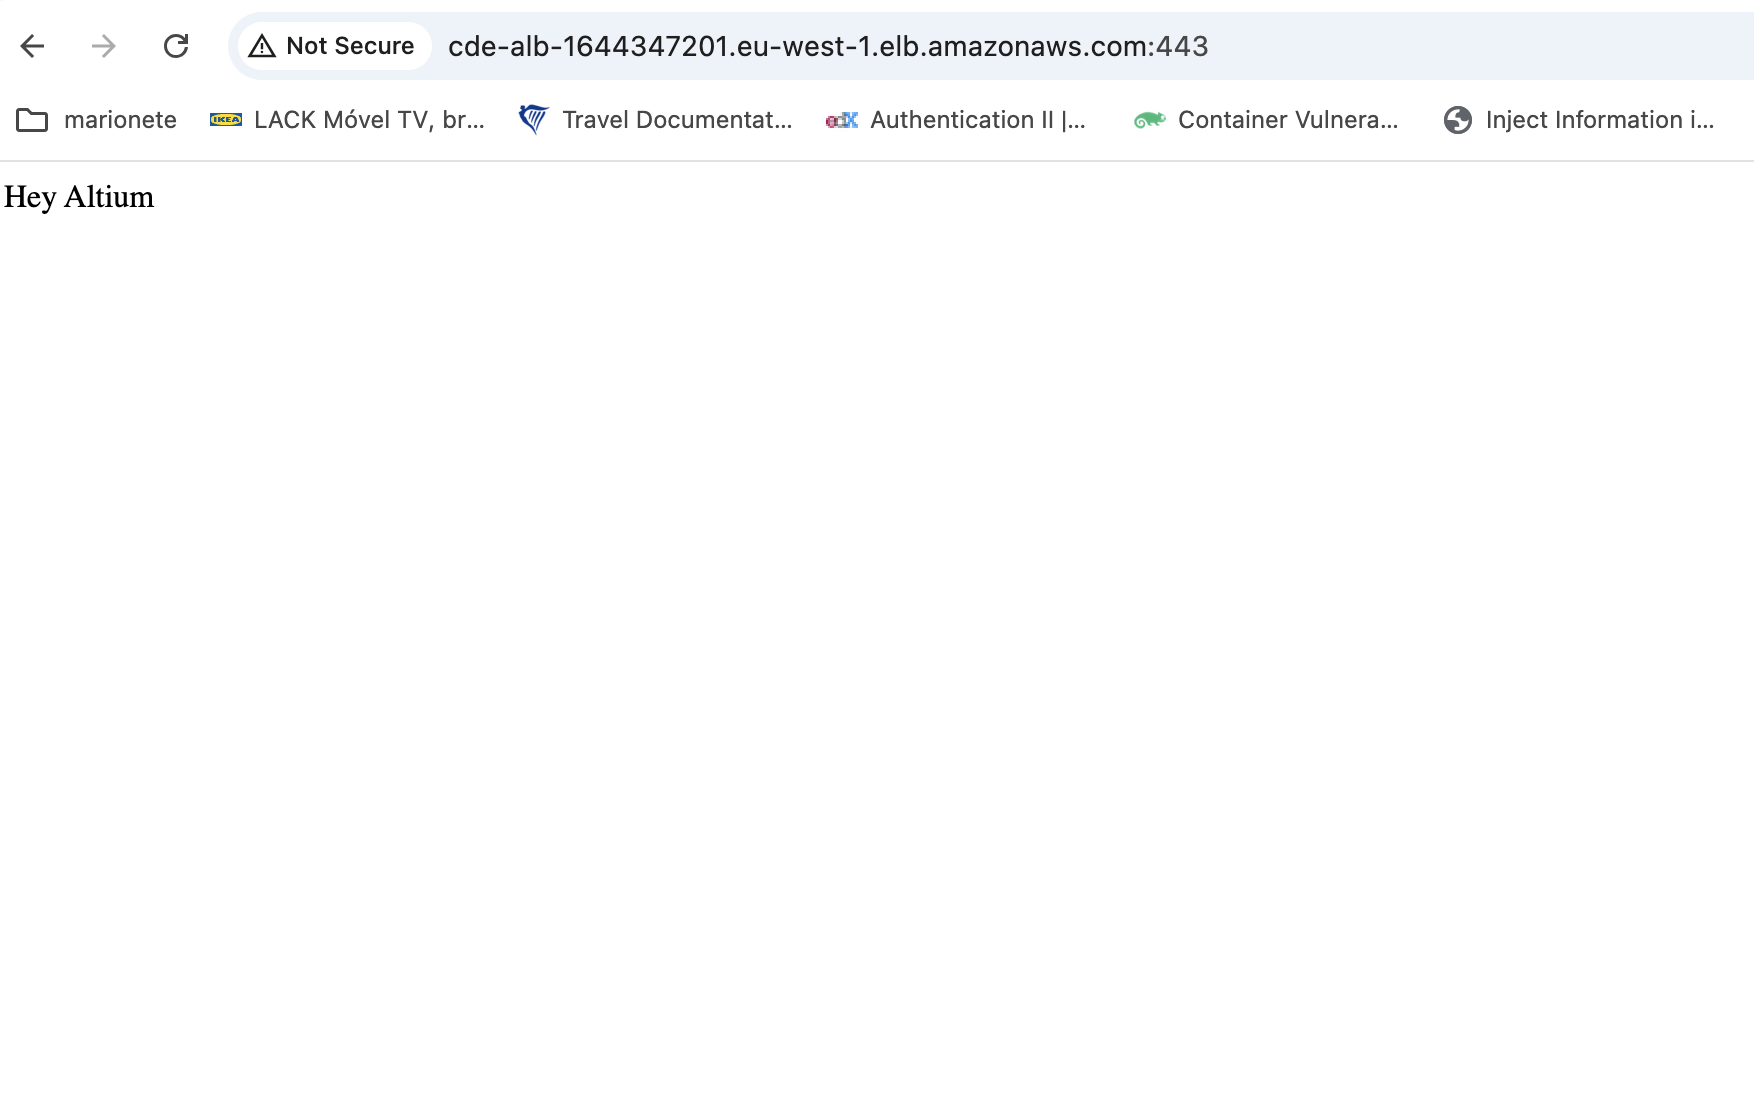 Not Secure cde-alb-1644347201.eu-west-1.elb.amazonaws.com:443
marionete IKEA LACK Móvel TV, br... Travel Documentat... edX Authentication II |... Container Vulnera... Inject Information i...
Hey Altium